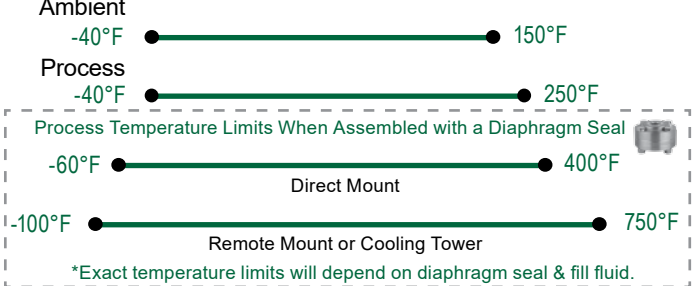 Ambient
-40°F 150°F
Process
-40°F 250°F
Process Temperature Limits When Assembled with a Diaphragm Seal
-60°F 400°F
Direct Mount
-100°F 750°F
Remote Mount or Cooling Tower
*Exact temperature limits will depend on diaphragm seal & fill fluid.